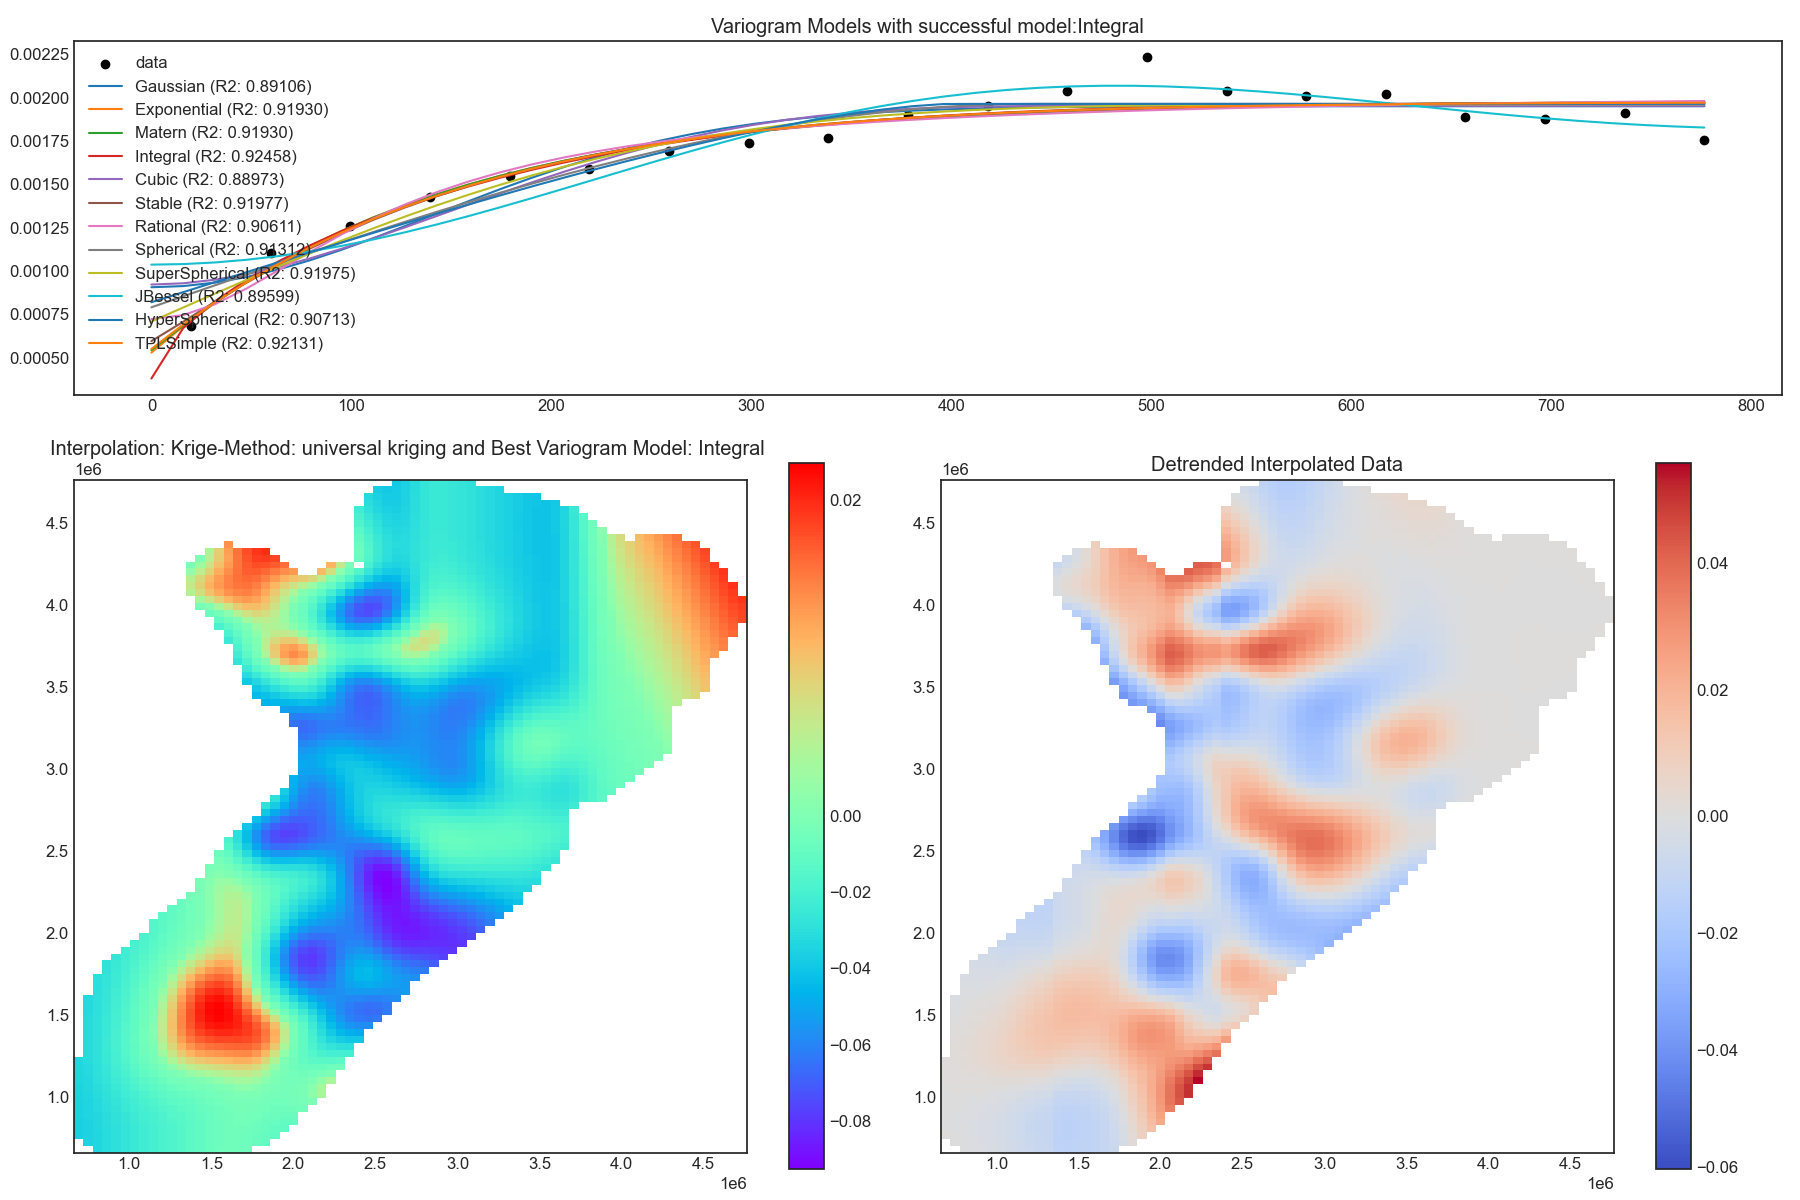 Variogram Models with successful model:Integral
0.00225
0.00200
0.00175
0.00150
0.00125
0.00100
0.00075
0.00050
data
Gaussian (R2: 0.89106)
Exponential (R2: 0.91930)
Matern (R2: 0.91930)
Integral (R2: 0.92458)
Cubic (R2: 0.88973)
Stable (R2: 0.91977)
Rational (R2: 0.90611)
Spherical (R2: 0.91312)
SuperSpherical (R2: 0.91975)
JBessel (R2: 0.89599)
HyperSpherical (R2: 0.90713)
TPLSimple (R2: 0.92131)
0 100 200 300 400 500 600 700 800
Interpolation: Krige-Method: universal kriging and Best Variogram Model: Integral
1e6
4.5
4.0
3.5
3.0
2.5
2.0
1.5
1.0
1.0 1.5 2.0 2.5 3.0 3.5 4.0 4.5
1e6
0.02
0.00
−0.02
−0.04
−0.06
−0.08
Detrended Interpolated Data
1e6
4.5
4.0
3.5
3.0
2.5
2.0
1.5
1.0
1.0 1.5 2.0 2.5 3.0 3.5 4.0 4.5
1e6
0.04
0.02
0.00
−0.02
−0.04
−0.06